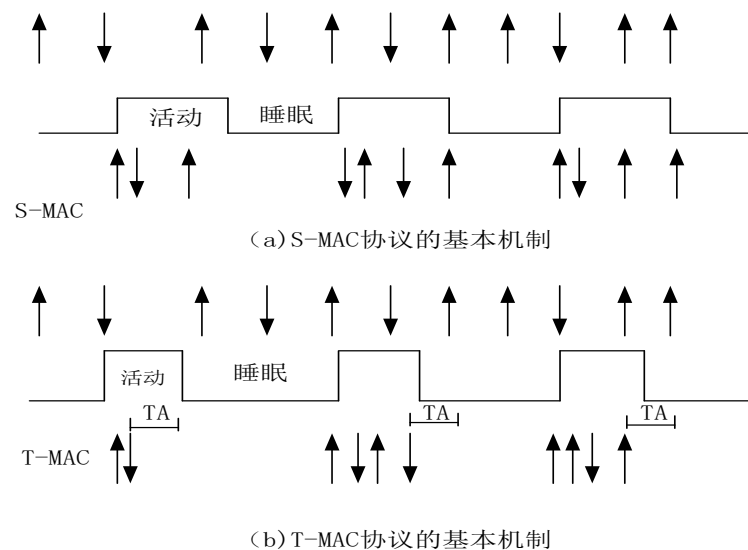 活动 睡眠
S-MAC
(a)S-MAC协议的基本机制
活动 睡眠
TA TA TA
T-MAC
(b)T-MAC协议的基本机制